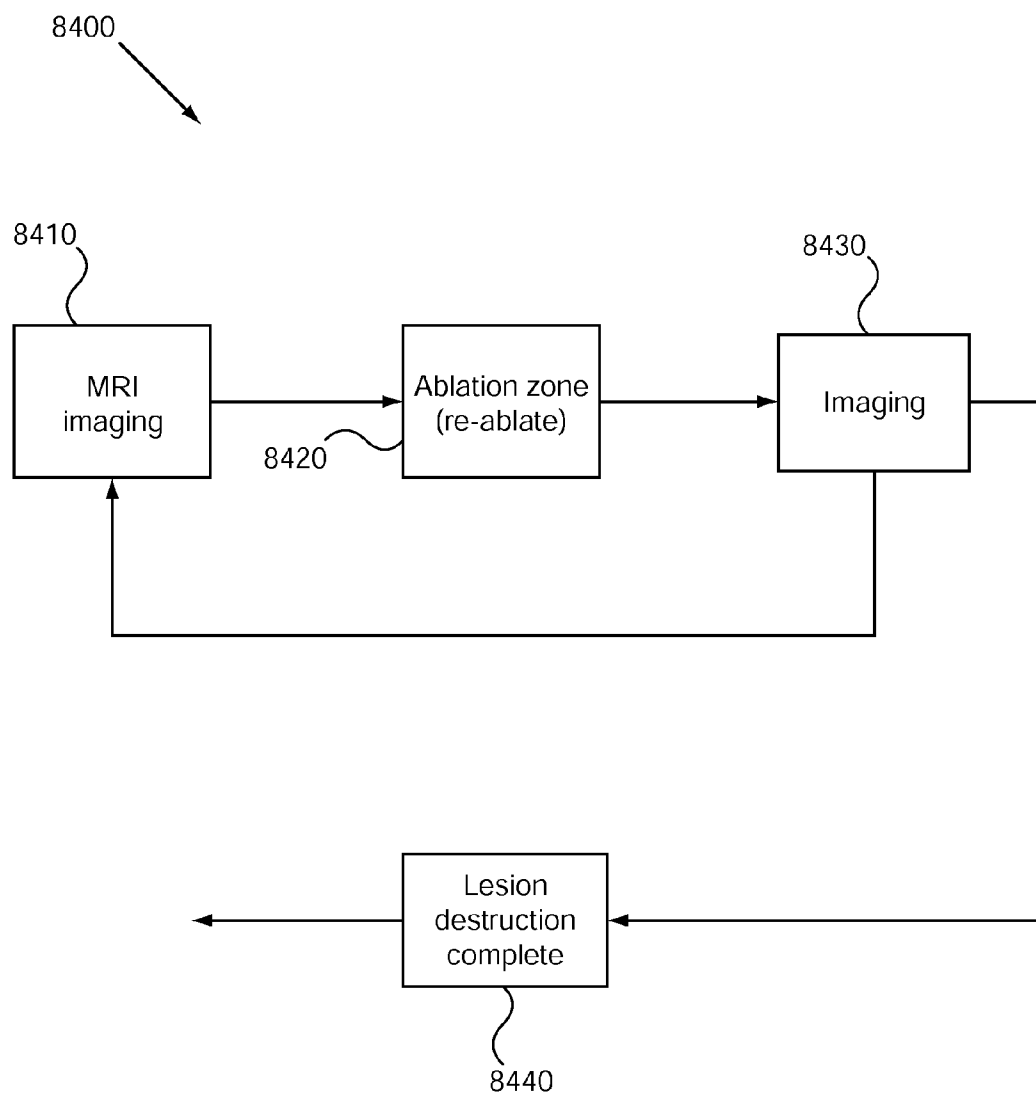 8400
8410
8430
MRI
imaging
Ablation zone
(re-ablate)
Imaging
8420
Lesion
destruction
complete
8440